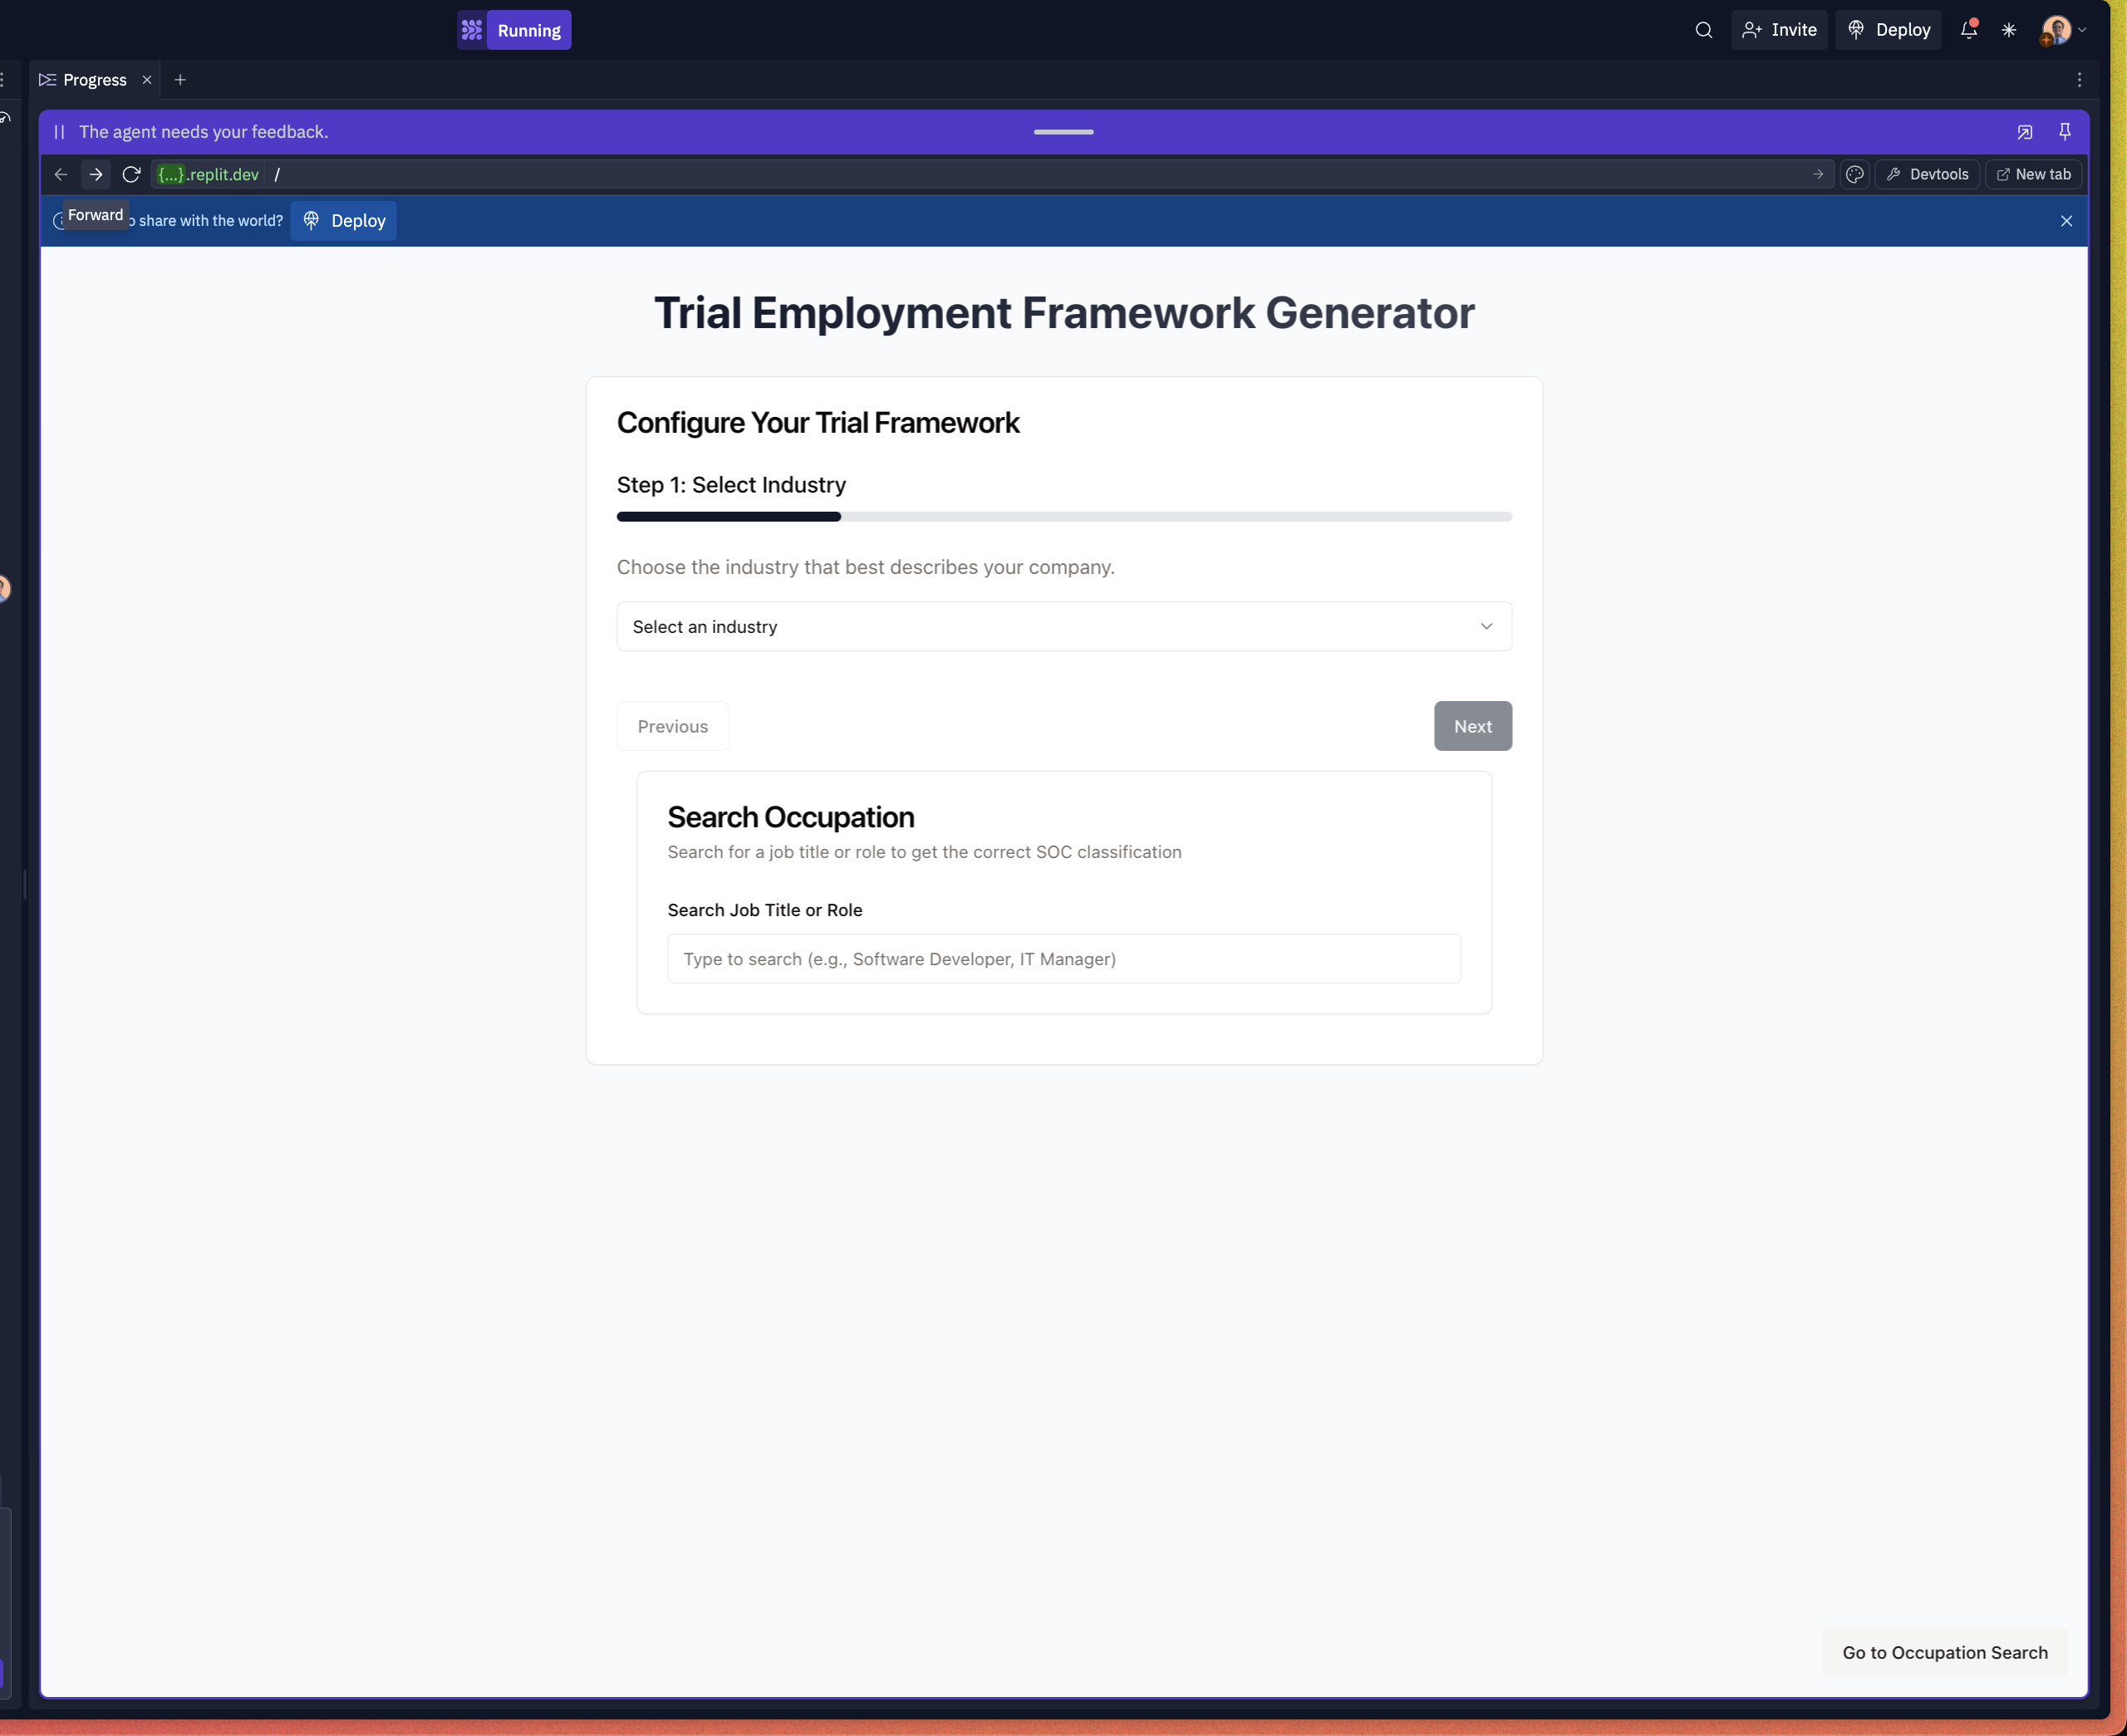 Running
Invite
Deploy
Progress
The agent needs your feedback.
{...}.replit.dev /
Devtools
New tab
Forward
o share with the world?
Deploy
Trial Employment Framework Generator
Configure Your Trial Framework
Step 1: Select Industry
Choose the industry that best describes your company.
Select an industry
Previous
Next
Search Occupation
Search for a job title or role to get the correct SOC classification
Search Job Title or Role
Type to search (e.g., Software Developer, IT Manager)
Go to Occupation Search